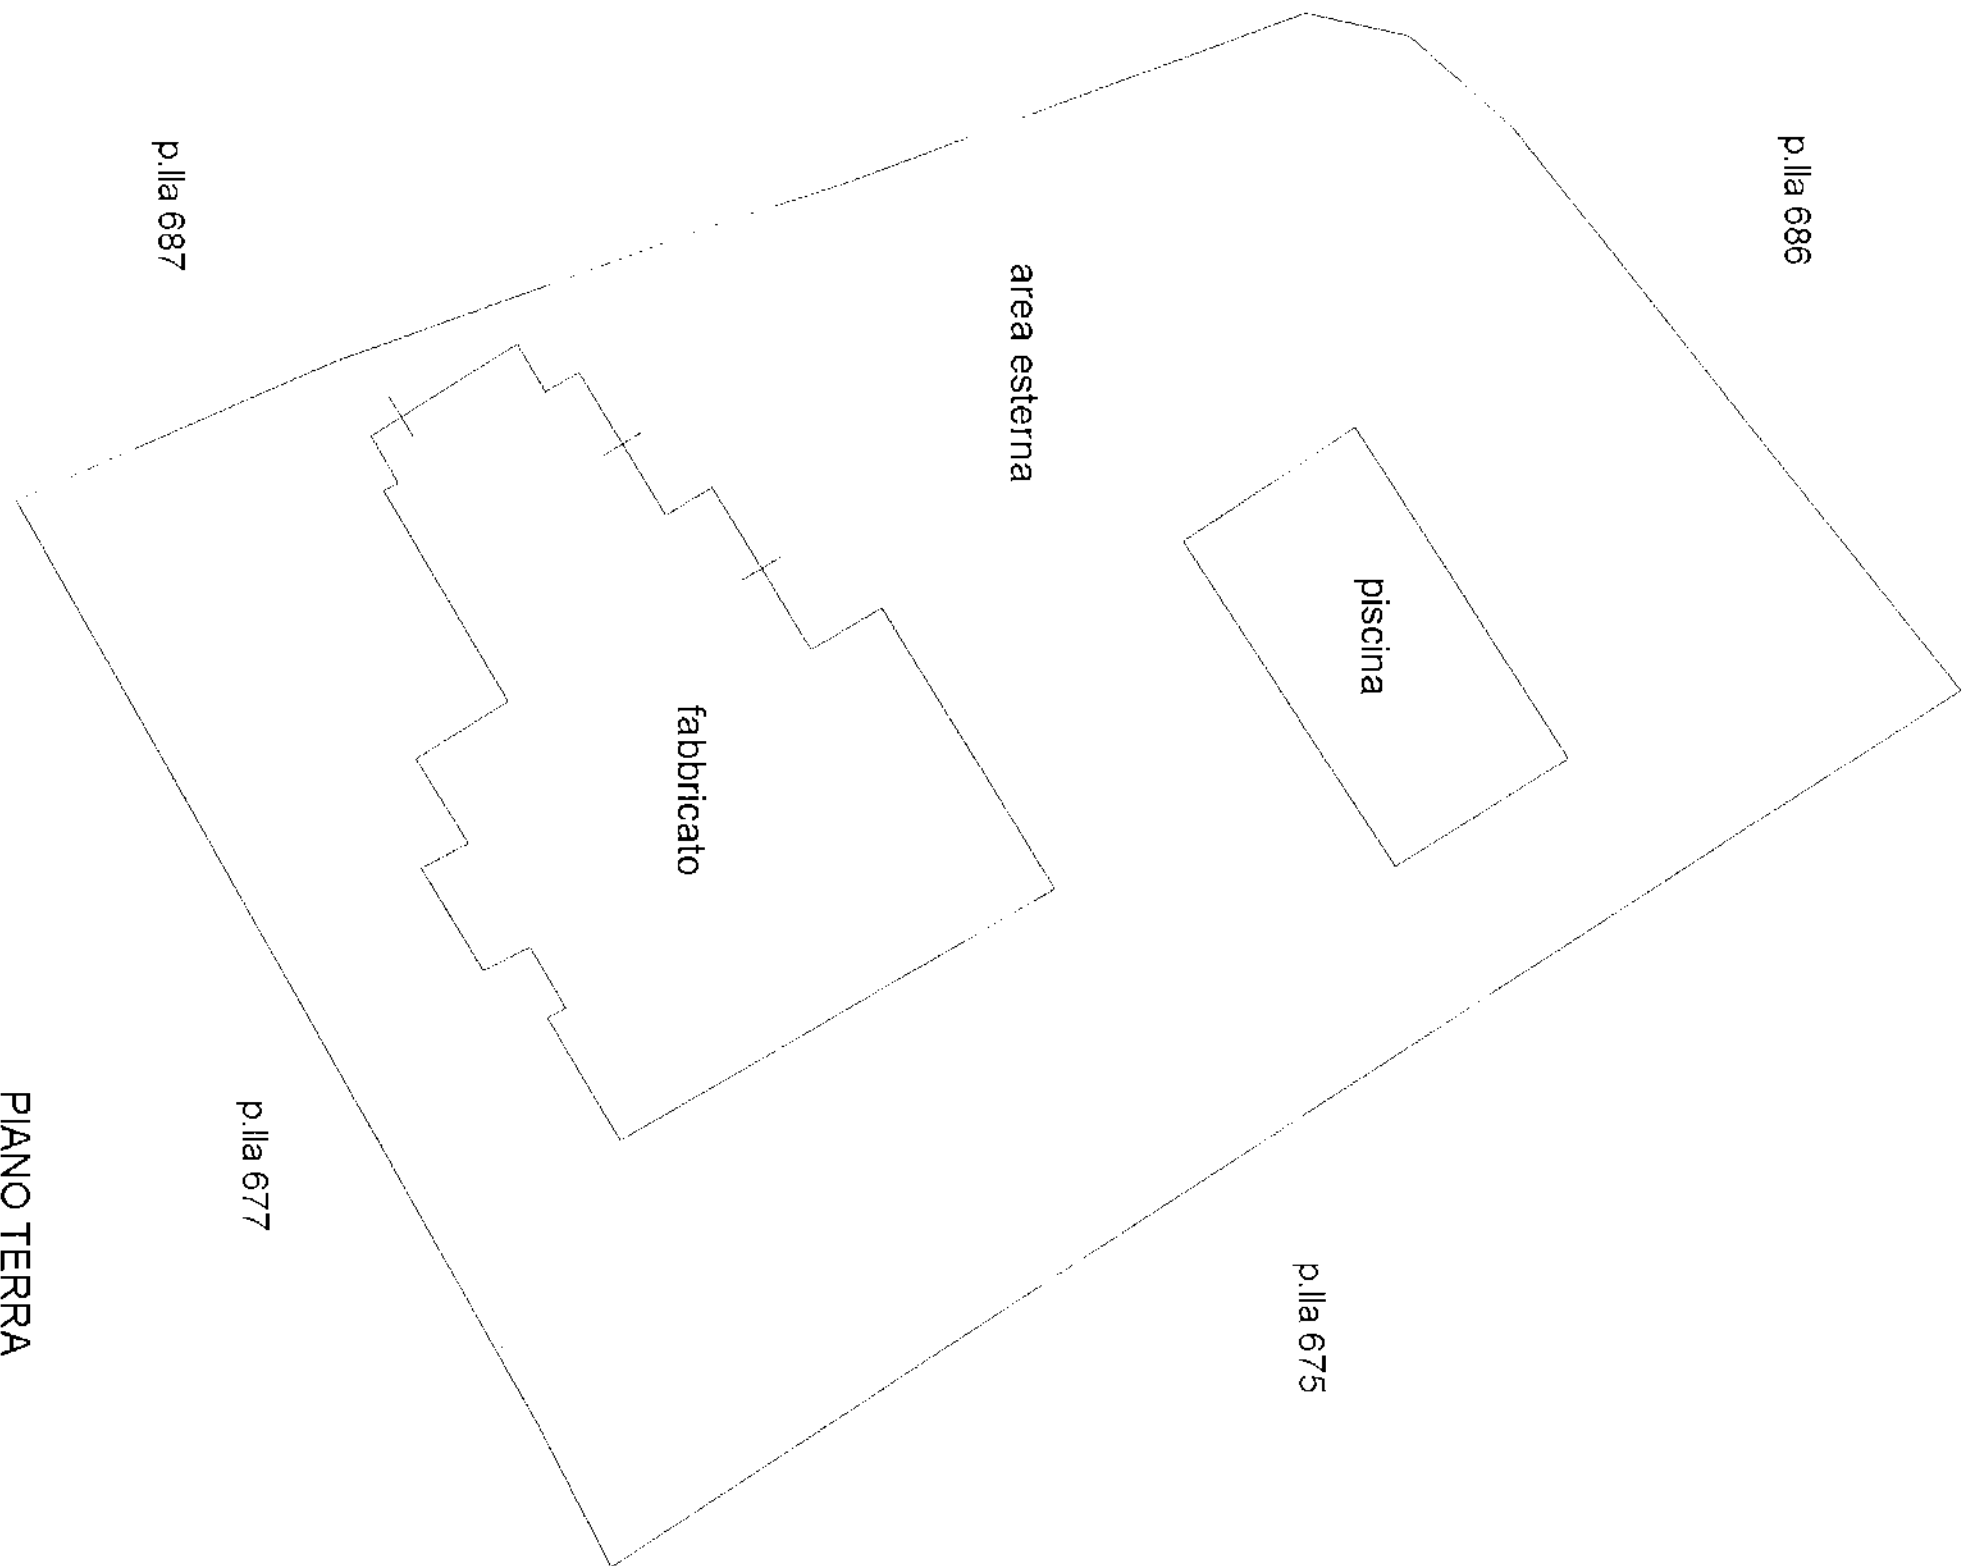 p.lla 686
piscina
p.lla 675
area esterna
fabbricato
p.lla 677
p.lla 687
PIANO TERRA